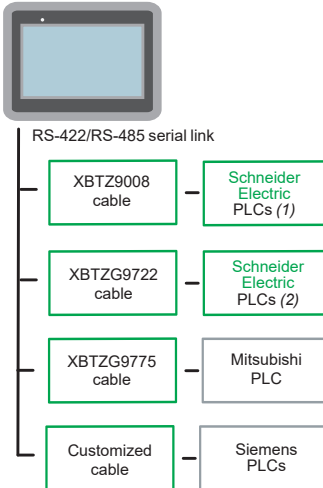 RS-422/RS-485 serial link
XBTZ9008
cable
Schneider
Electric
PLCs (1)
XBTZG9722
cable
Schneider
Electric
PLCs (2)
XBTZG9775
cable
Mitsubishi
PLC
Customized
cable
Siemens
PLCs